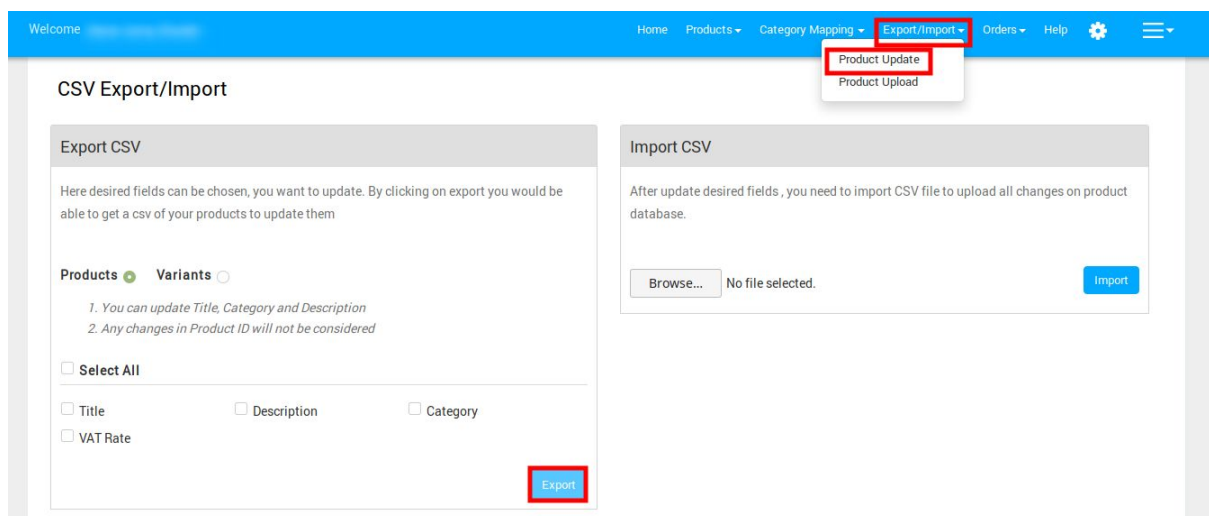 Welcome
Home Products Category Mapping Export/Import Orders Help
Product Update
Product Upload
CSV Export/Import
Export CSV
Here desired fields can be chosen, you want to update. By clicking on export you would be
able to get a csv of your products to update them
Products Variants
1. You can update Title, Category and Description
2. Any changes in Product ID will not be considered
Select All
Title Description Category
VAT Rate
Export
Import CSV
After update desired fields , you need to import CSV file to upload all changes on product
database.
Browse... No file selected.
Import